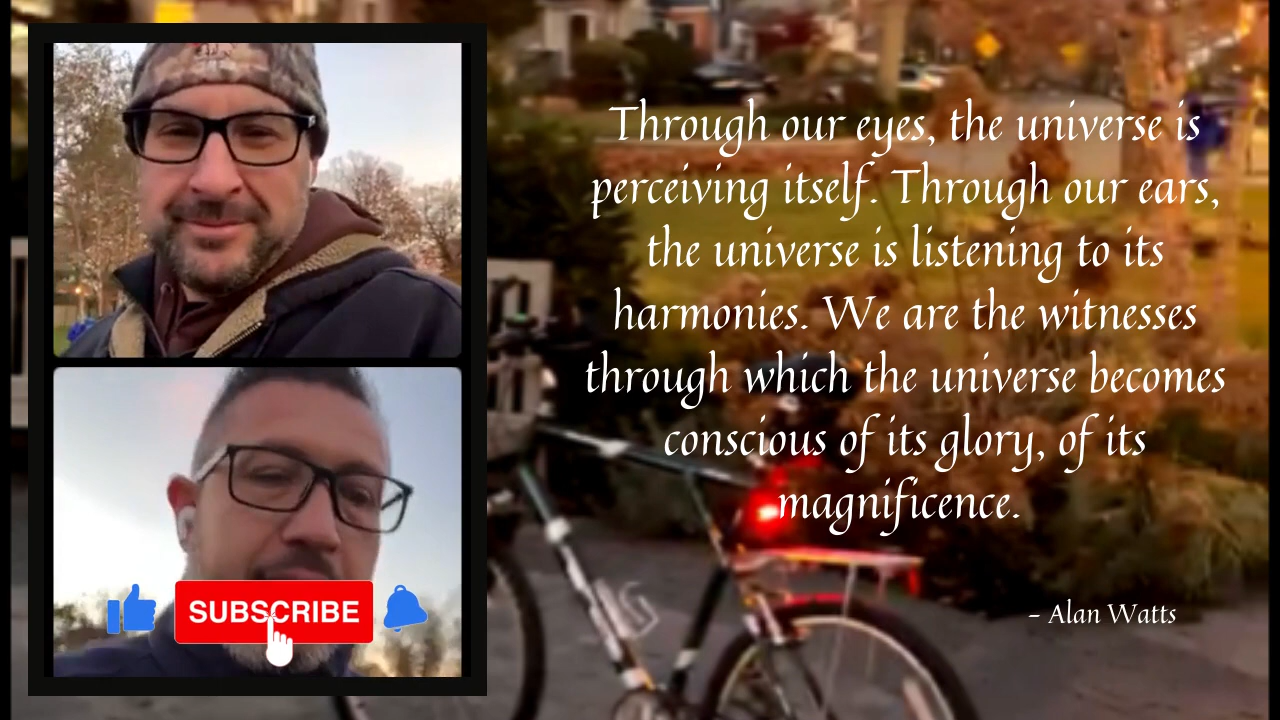 Through our eyes, the universe is
perceiving itself. Through our ears,
the universe is listening to its
harmonies. We are the witnesses
through which the universe becomes
conscious of its glory, of its
magnificence.
– Alan Watts
SUBSCRIBE